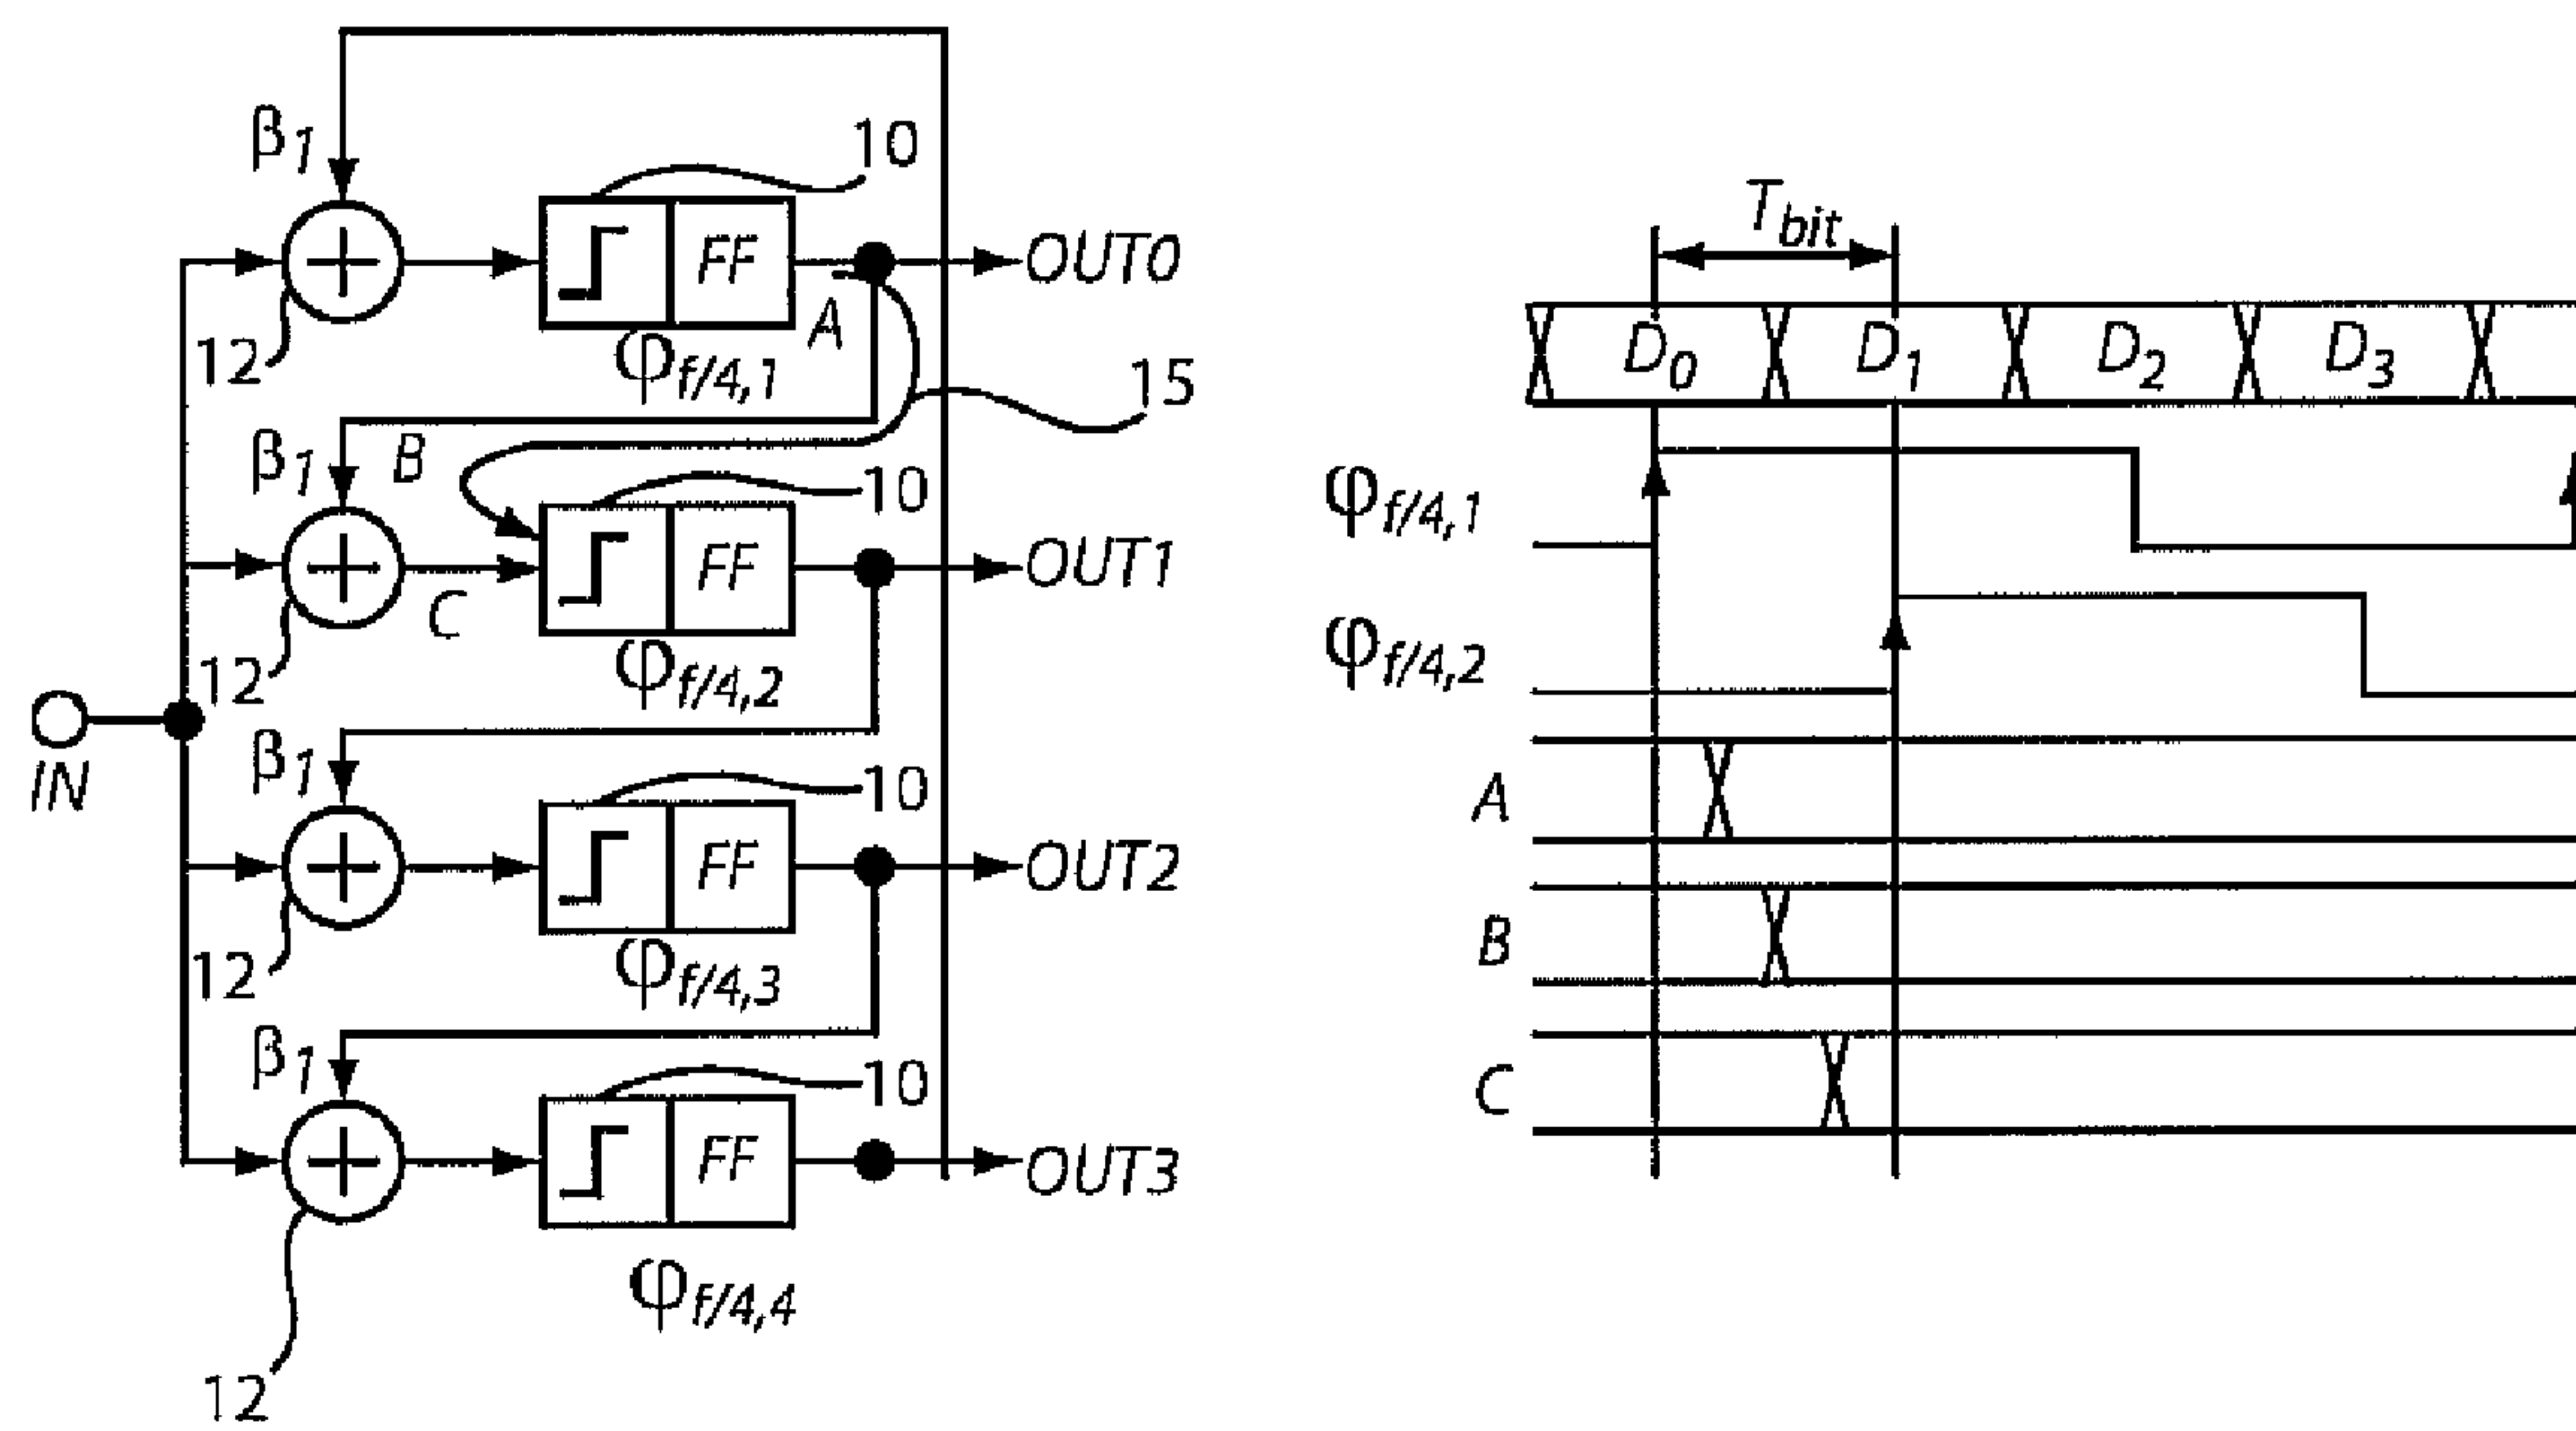 β1
10
FF
OUT0
A
12
φf/4,1
15
β1
B
10
FF
OUT1
C
12
φf/4,2
IN
β1
10
FF
OUT2
12
φf/4,3
β1
10
FF
OUT3
φf/4,4
12
Tbit
D0 D1 D2 D3
φf/4,1
φf/4,2
A
B
C